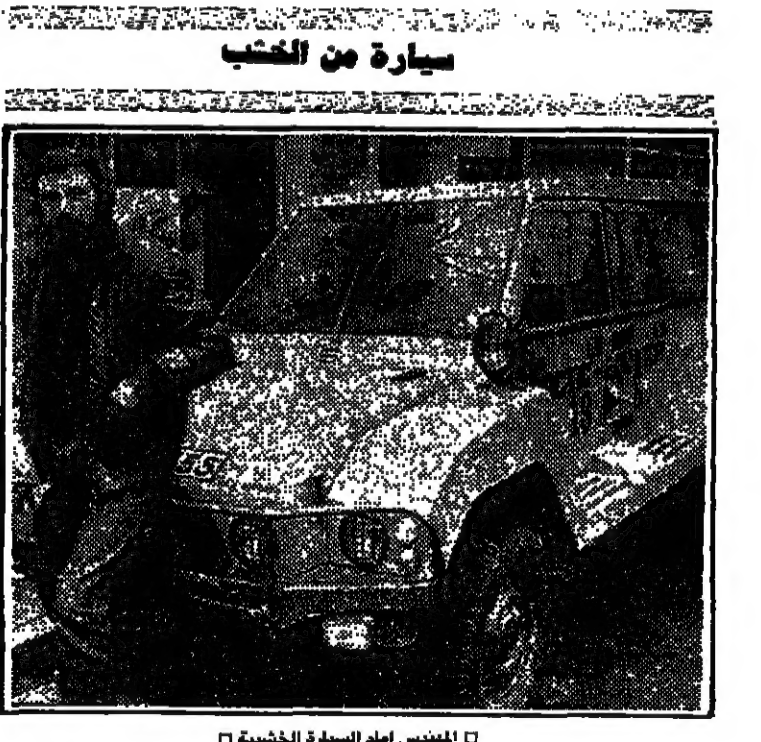 سيارة من الخشب
□ المهندس امام السيارة الخشبية □